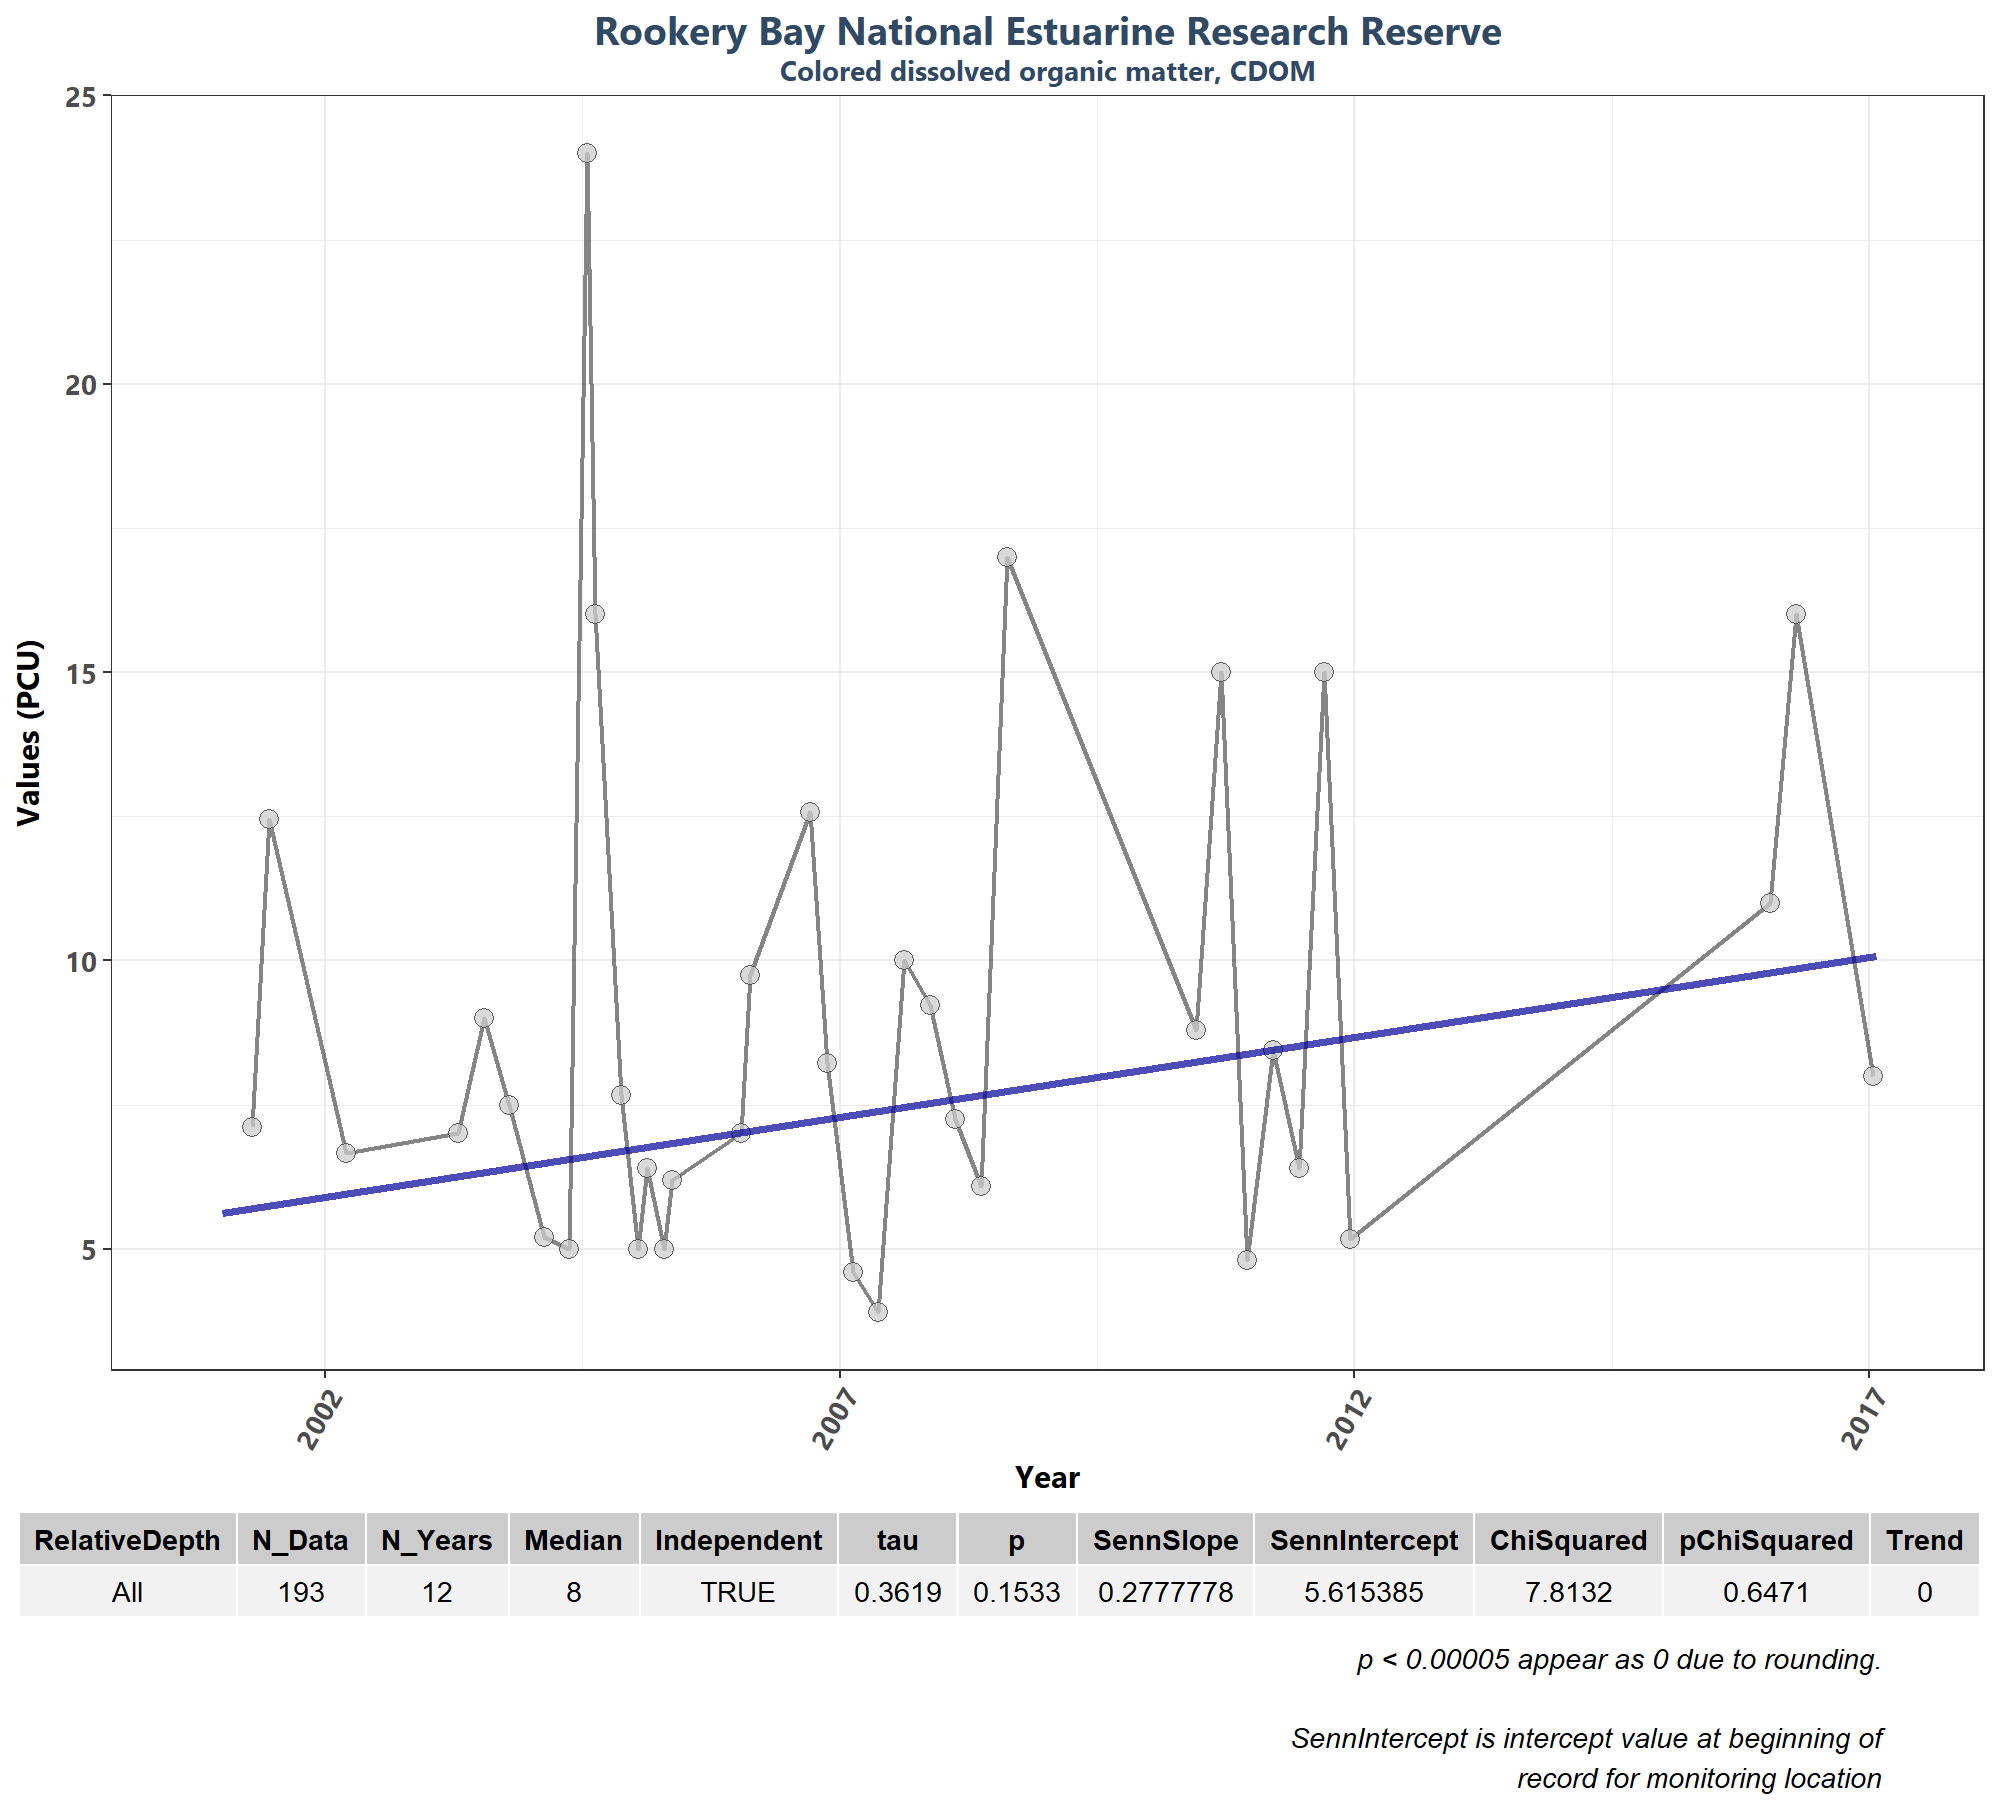 Rookery Bay National Estuarine Research Reserve
Colored dissolved organic matter, CDOM
25
20
15
10
5
Values (PCU)
2002 2007 2012 2017
Year
RelativeDepth N_Data N_Years Median Independent tau p SennSlope SennIntercept ChiSquared pChiSquared Trend
All 193 12 8 TRUE 0.3619 0.1533 0.2777778 5.615385 7.8132 0.6471 0
p < 0.00005 appear as 0 due to rounding.
SennIntercept is intercept value at beginning of
record for monitoring location